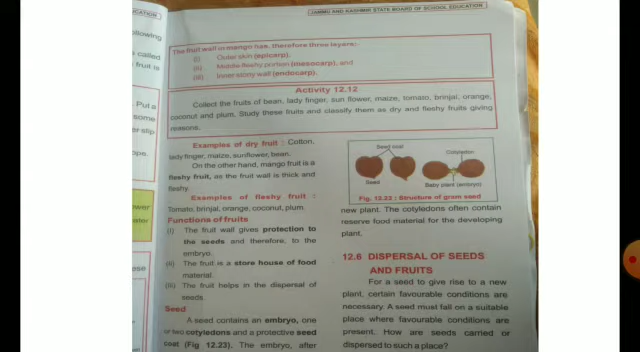 JAMMU AND KASHMIR STATE BOARD OF SCHOOL EDUCATION
The fruit wall in mango has, therefore three layers:-
(i) Outer skin (epicarp).
(ii) Middle fleshy portion (mesocarp), and
(iii) Inner stony wall (endocarp).
Activity 12.12
Collect the fruits of bean, lady finger, sun flower, maize, tomato, brinjal, orange,
coconut and plum. Study these fruits and classify them as dry and fleshy fruits giving
reasons.
Examples of dry fruit : Cotton,
lady finger, maize, sunflower, bean.
On the other hand, mango fruit is a
fleshy fruit, as the fruit wall is thick and
fleshy.
Examples of fleshy fruit :
Tomato, brinjal, orange, coconut, plum.
Functions of fruits
(i) The fruit wall gives protection to
the seeds and therefore, to the
embryo.
(ii) The fruit is a store house of food
material.
(iii) The fruit helps in the dispersal of
seeds.
Seed
A seed contains an embryo, one
or two cotyledons and a protective seed
coat (Fig 12.23). The embryo, after
Seed coat
Cotyledon
Seed
Baby plant (embryo)
Fig. 12.22 : Structure of gram seed
new plant. The cotyledons often contain
reserve food material for the developing
plant.
12.6 DISPERSAL OF SEEDS
AND FRUITS
For a seed to give rise to a new
plant, certain favourable conditions are
necessary. A seed must fall on a suitable
place where favourable conditions are
present. How are seeds carried or
dispersed to such a place?
called
fruit is
Put a
some